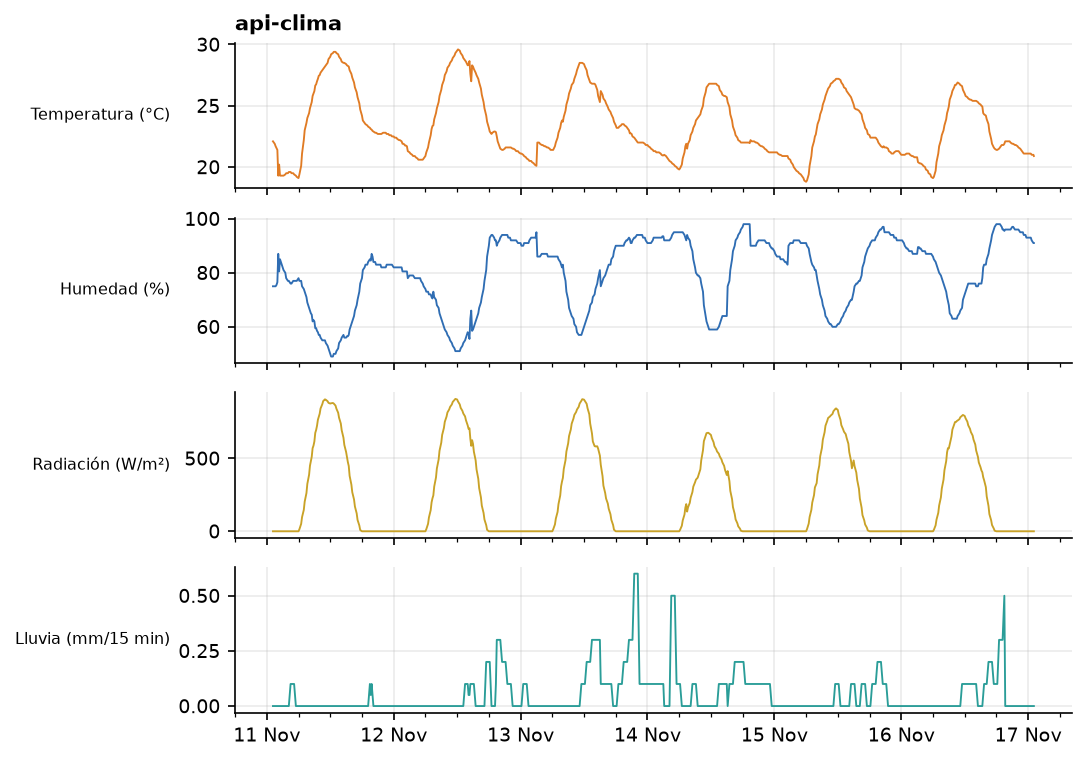 api-clima
Temperatura (°C)
30
25
20
Humedad (%)
100
80
60
Radiación (W/m²)
500
0
Lluvia (mm/15 min)
0.50
0.25
0.00
11 Nov 12 Nov 13 Nov 14 Nov 15 Nov 16 Nov 17 Nov